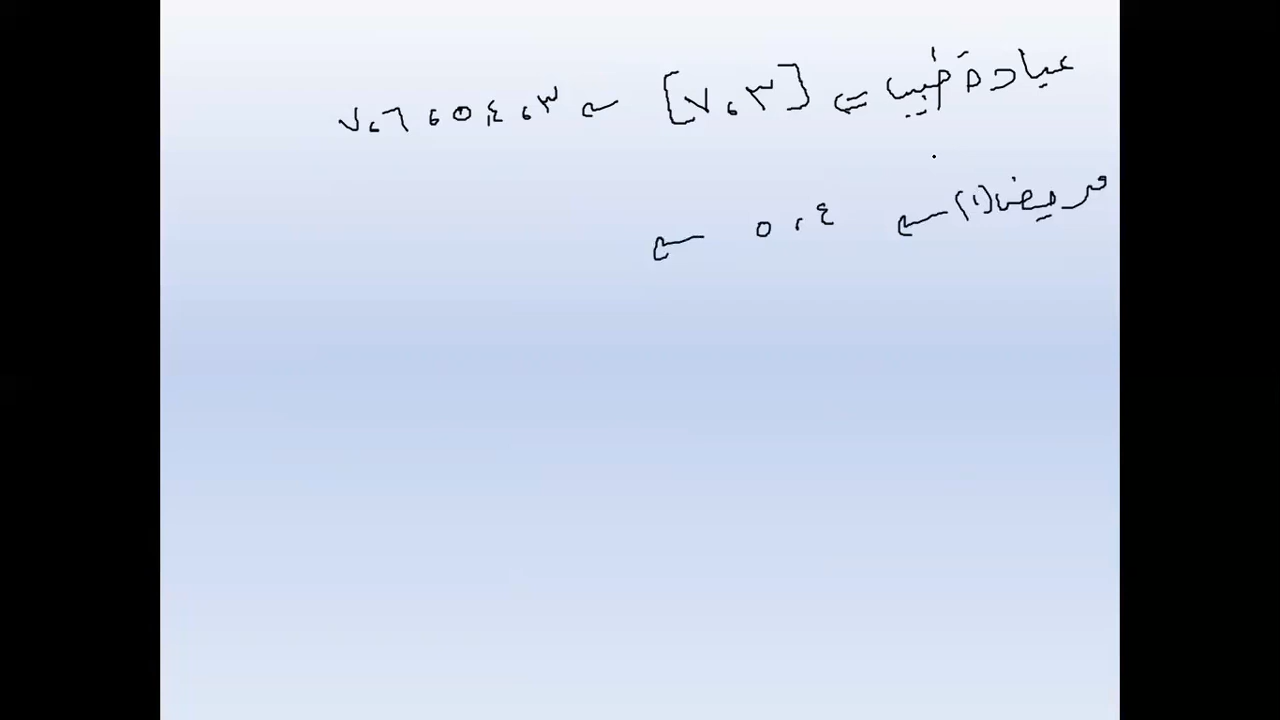 عيادة طبيب ⇐ [٧،٣] ← ٣، ٤، ٥، ٦، ٧
مريض(١) ← ٤، ٥ ←